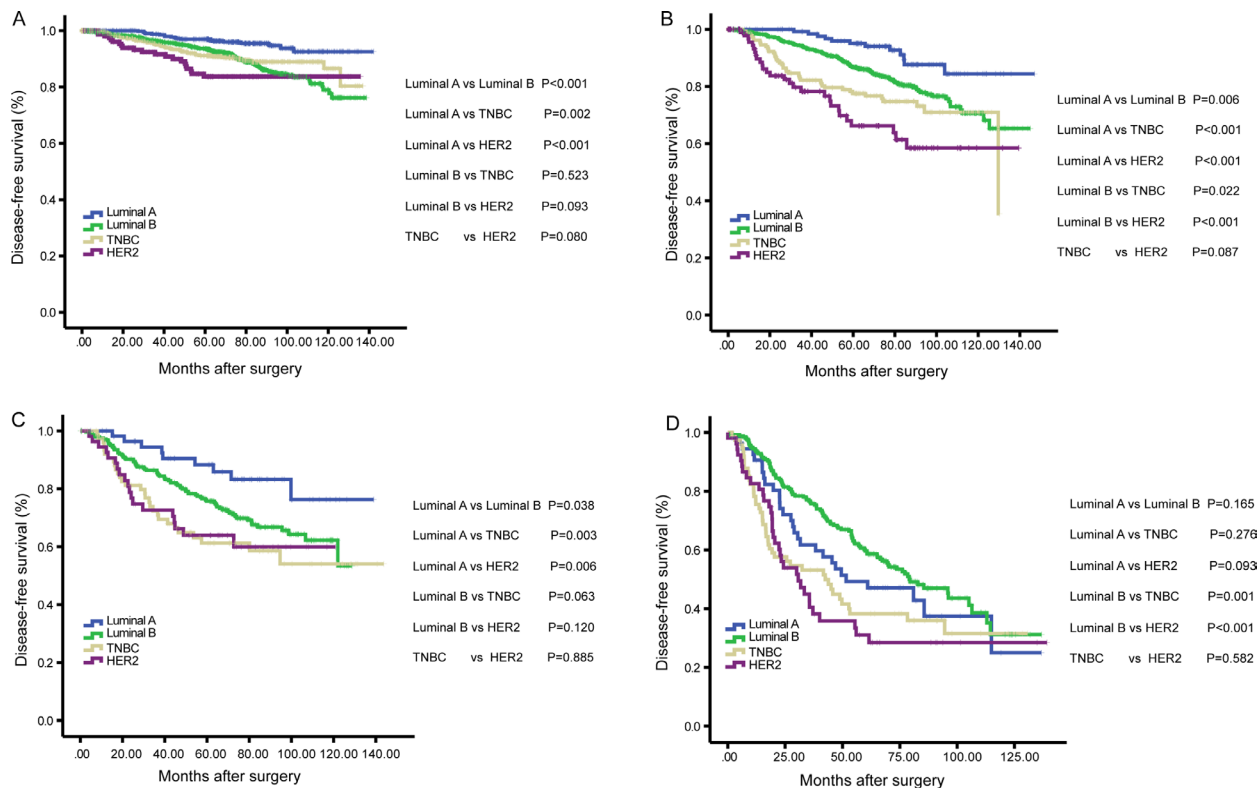 A
Disease-free survival (%)
1.0
0.8
0.6
0.4
0.2
0.0
Luminal A
Luminal B
TNBC
HER2
.00 20.00 40.00 60.00 80.00 100.00 120.00 140.00
Months after surgery
Luminal A vs Luminal B P<0.001
Luminal A vs TNBC P=0.002
Luminal A vs HER2 P<0.001
Luminal B vs TNBC P=0.523
Luminal B vs HER2 P=0.093
TNBC vs HER2 P=0.080
B
Disease-free survival (%)
1.0
0.8
0.6
0.4
0.2
0.0
Luminal A
Luminal B
TNBC
HER2
.00 20.00 40.00 60.00 80.00 100.00 120.00 140.00
Months after surgery
Luminal A vs Luminal B P=0.006
Luminal A vs TNBC P<0.001
Luminal A vs HER2 P<0.001
Luminal B vs TNBC P=0.022
Luminal B vs HER2 P<0.001
TNBC vs HER2 P=0.087
C
Disease-free survival (%)
1.0
0.8
0.6
0.4
0.2
0.0
Luminal A
Luminal B
TNBC
HER2
.00 20.00 40.00 60.00 80.00 100.00 120.00 140.00
Months after surgery
Luminal A vs Luminal B P=0.038
Luminal A vs TNBC P=0.003
Luminal A vs HER2 P=0.006
Luminal B vs TNBC P=0.063
Luminal B vs HER2 P=0.120
TNBC vs HER2 P=0.885
D
Disease-free survival (%)
1.0
0.8
0.6
0.4
0.2
0.0
Luminal A
Luminal B
TNBC
HER2
.00 25.00 50.00 75.00 100.00 125.00
Months after surgery
Luminal A vs Luminal B P=0.165
Luminal A vs TNBC P=0.276
Luminal A vs HER2 P=0.093
Luminal B vs TNBC P=0.001
Luminal B vs HER2 P<0.001
TNBC vs HER2 P=0.582